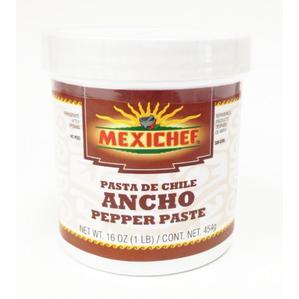 MEXICHEF
PASTA DE CHILE
ANCHO
PEPPER PASTE
NET WT. 16 OZ (1 LB) / CONT. NET. 454g